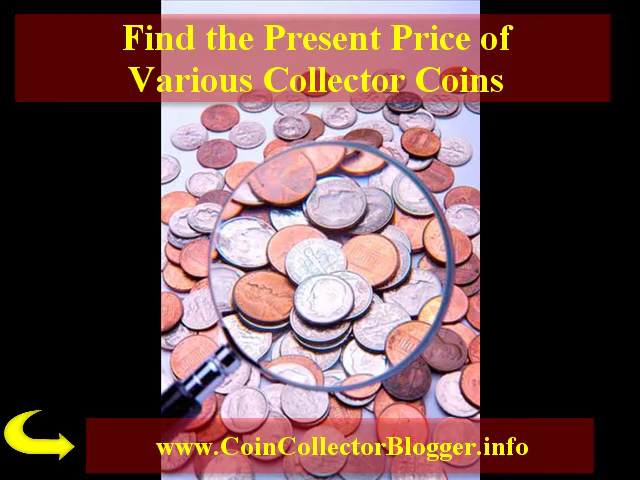 Find the Present Price of
Various Collector Coins
www.CoinCollectorBlogger.info